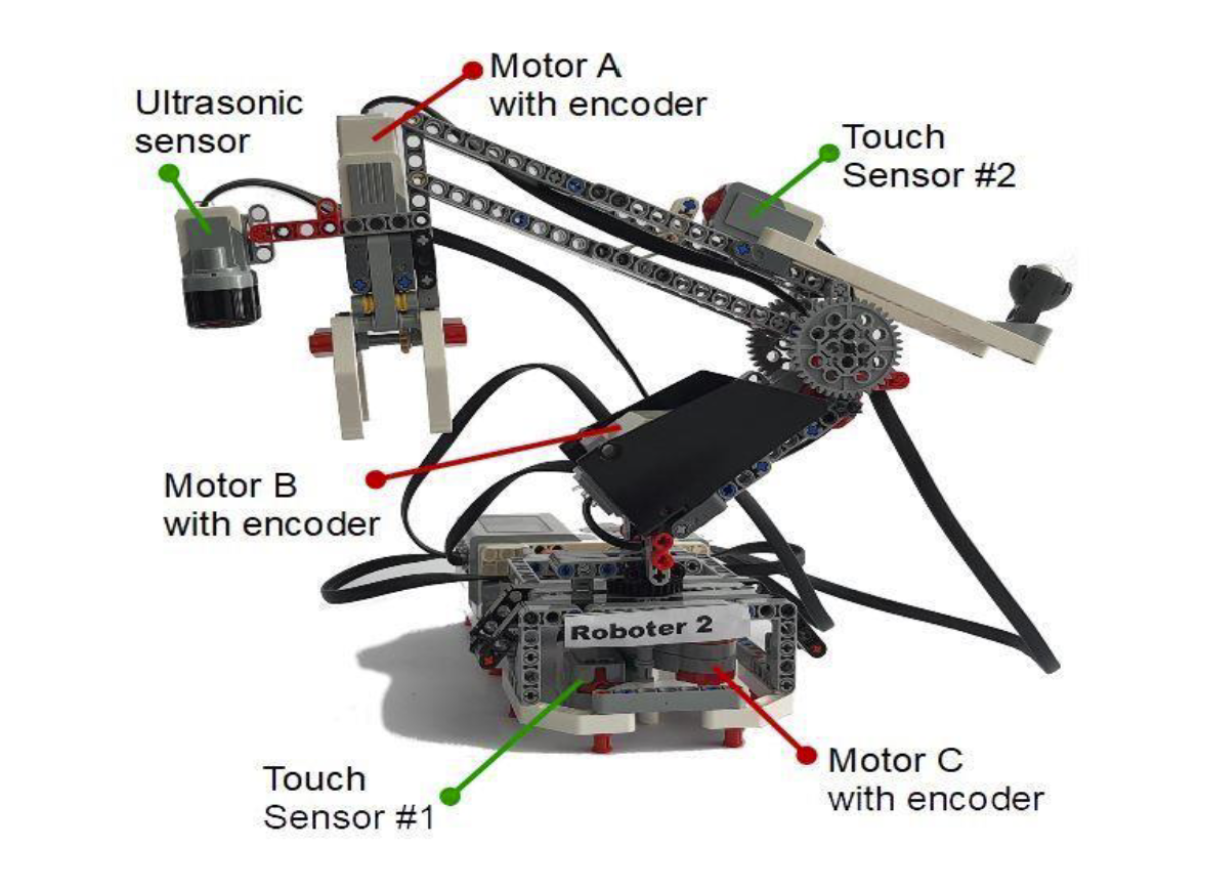 Motor A
with encoder
Ultrasonic
sensor
Touch
Sensor #2
Motor B
with encoder
Roboter 2
Touch
Sensor #1
Motor C
with encoder